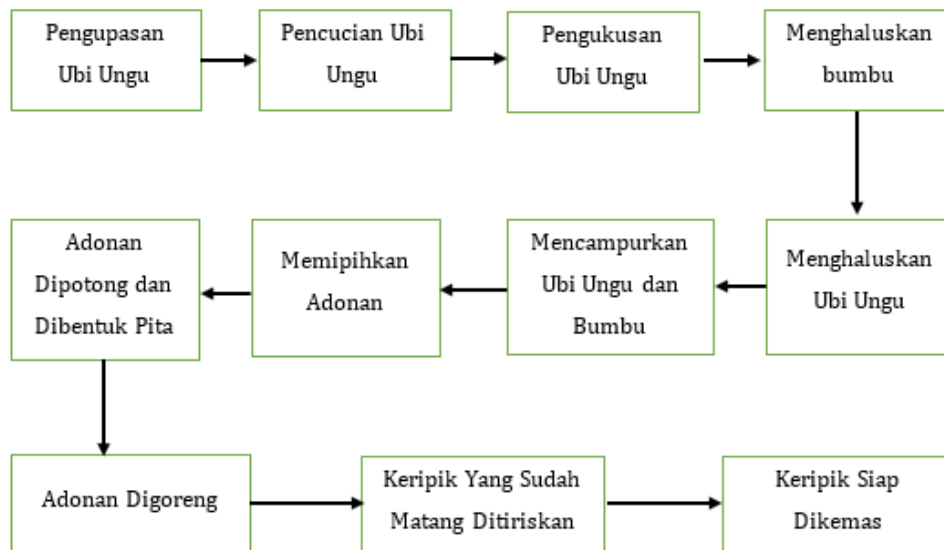 Pengupasan
Ubi Ungu
Pencucian Ubi
Ungu
Pengukusan
Ubi Ungu
Menghaluskan
bumbu
Menghaluskan
Ubi Ungu
Mencampurkan
Ubi Ungu dan
Bumbu
Memipihkan
Adonan
Adonan
Dipotong dan
Dibentuk Pita
Adonan Digoreng
Keripik Yang Sudah
Matang Ditiriskan
Keripik Siap
Dikemas